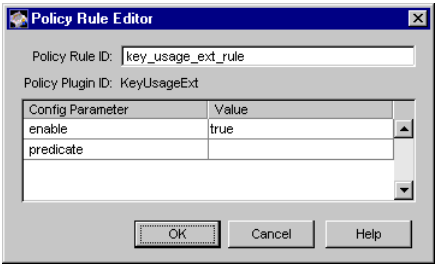 Policy Rule Editor
Policy Rule ID: key_usage_ext_rule
Policy Plugin ID: KeyUsageExt
Config Parameter Value
enable true
predicate
OK Cancel Help